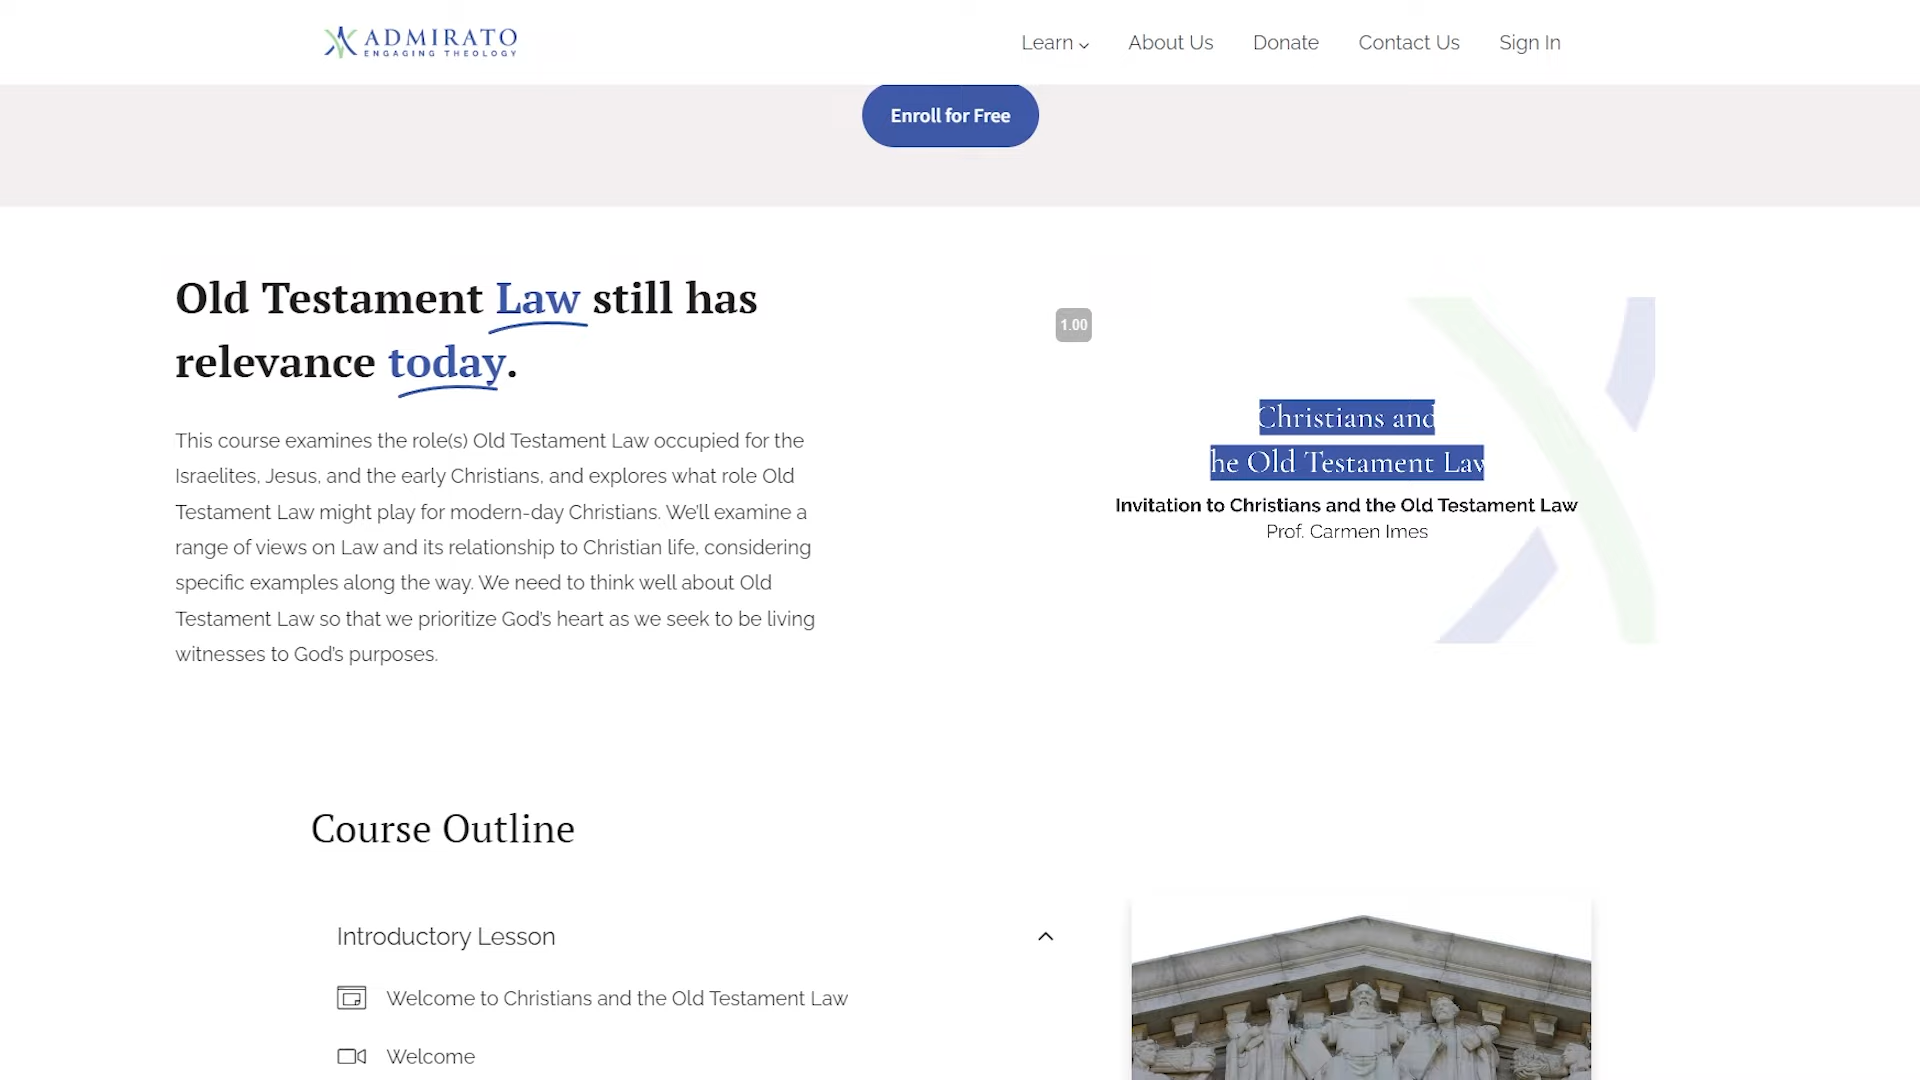 ADMIRATO
ENGAGING THEOLOGY
Learn
About Us
Donate
Contact Us
Sign In
Enroll for Free
Old Testament Law still has
relevance today.
This course examines the role(s) Old Testament Law occupied for the
Israelites, Jesus, and the early Christians, and explores what role Old
Testament Law might play for modern-day Christians. We'll examine a
range of views on Law and its relationship to Christian life, considering
specific examples along the way. We need to think well about Old
Testament Law so that we prioritize God's heart as we seek to be living
witnesses to God's purposes.
1.00
Christians and
he Old Testament Law
Invitation to Christians and the Old Testament Law
Prof. Carmen Imes
Course Outline
Introductory Lesson
Welcome to Christians and the Old Testament Law
Welcome